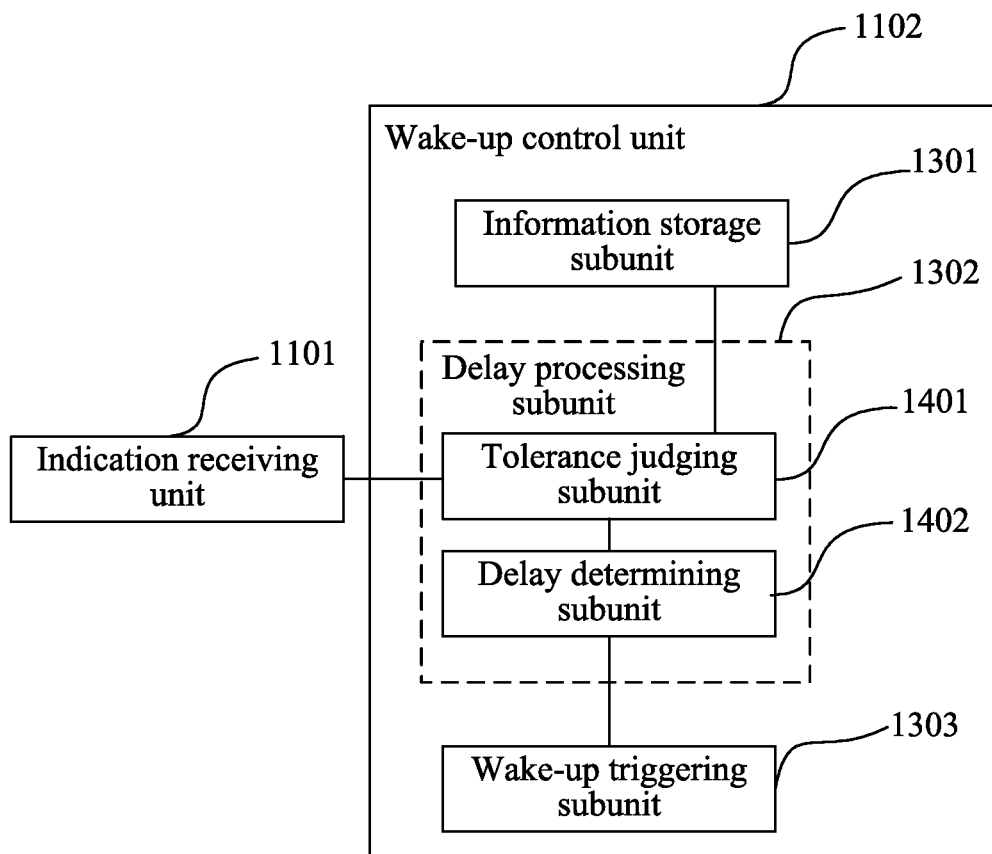 1102
Wake-up control unit
1301
Information storage
subunit
1302
1101
Delay processing
subunit
1401
Indication receiving
unit
Tolerance judging
subunit
1402
Delay determining
subunit
1303
Wake-up triggering
subunit